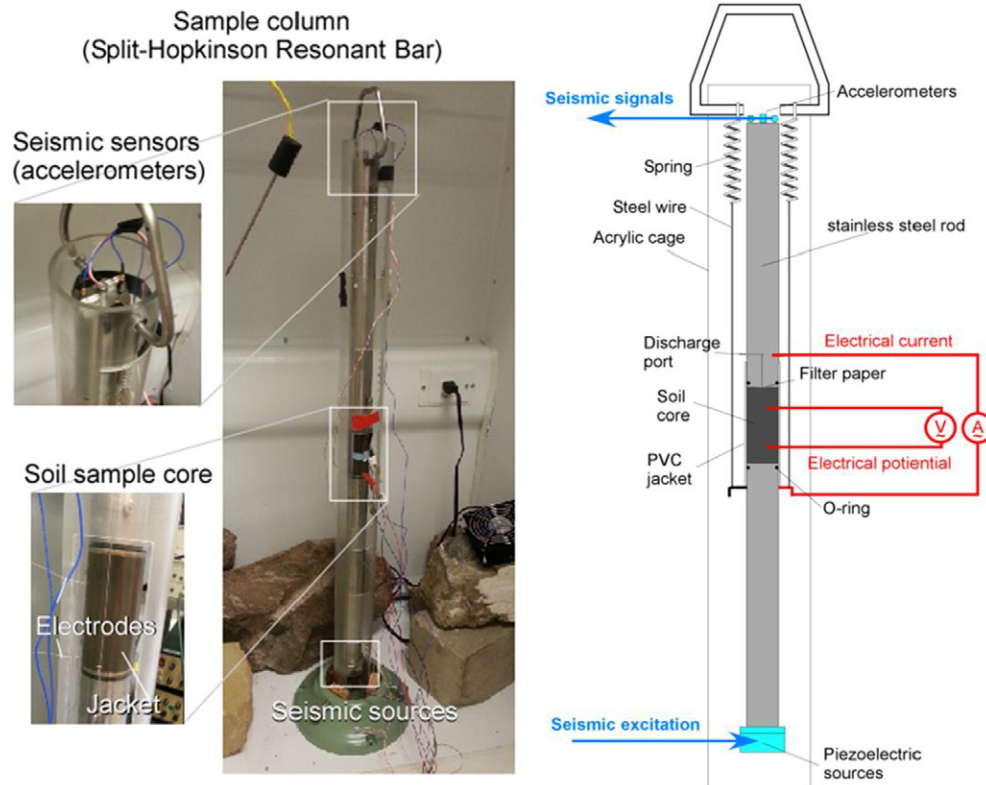 Sample column
(Split-Hopkinson Resonant Bar)
Seismic sensors
(accelerometers)
Soil sample core
Electrodes
Jacket
Seismic sources
Seismic signals
Accelerometers
Spring
Steel wire
Acrylic cage
stainless steel rod
Discharge
port
Electrical current
Filter paper
Soil
core
V
A
PVC
jacket
Electrical potiential
O-ring
Seismic excitation
Piezoelectric
sources